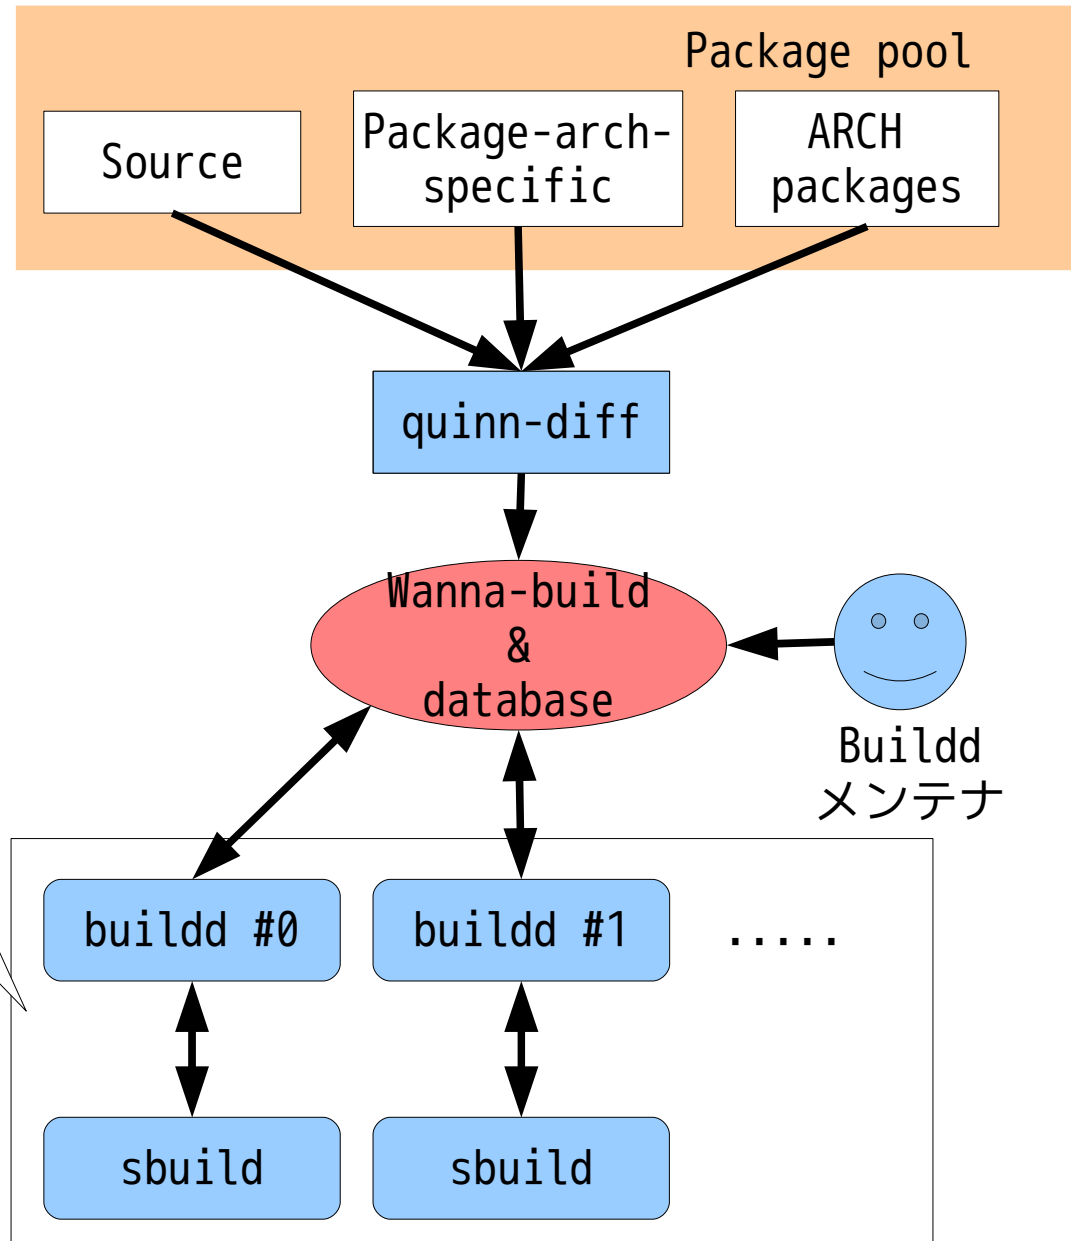 Package pool
Source
Package-arch-
specific
ARCH
packages
quinn-diff
Wanna-build
&
database
Buildd
メンテナ
buildd #0
buildd #1
.....
sbuild
sbuild